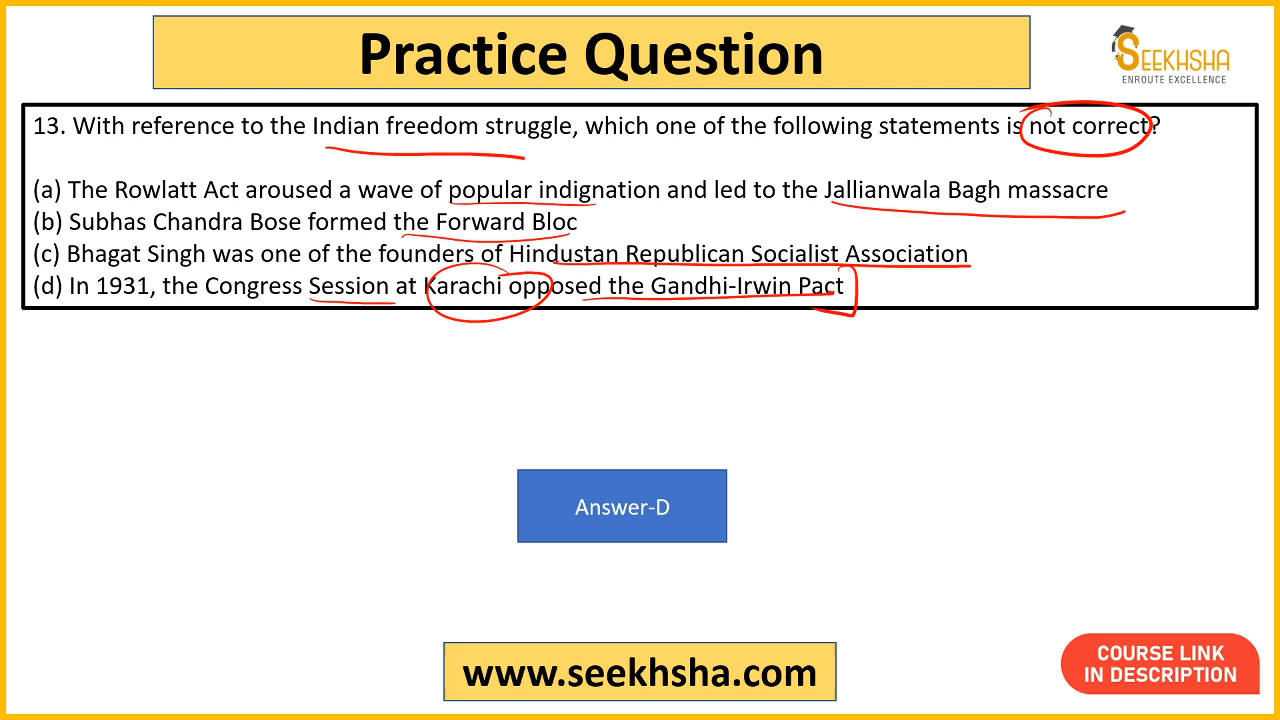 Practice Question
SEEKHSHA
ENROUTE EXCELLENCE
13. With reference to the Indian freedom struggle, which one of the following statements is not correct?
(a) The Rowlatt Act aroused a wave of popular indignation and led to the Jallianwala Bagh massacre
(b) Subhas Chandra Bose formed the Forward Bloc
(c) Bhagat Singh was one of the founders of Hindustan Republican Socialist Association
(d) In 1931, the Congress Session at Karachi opposed the Gandhi-Irwin Pact
Answer-D
www.seekhsha.com
COURSE LINK
IN DESCRIPTION